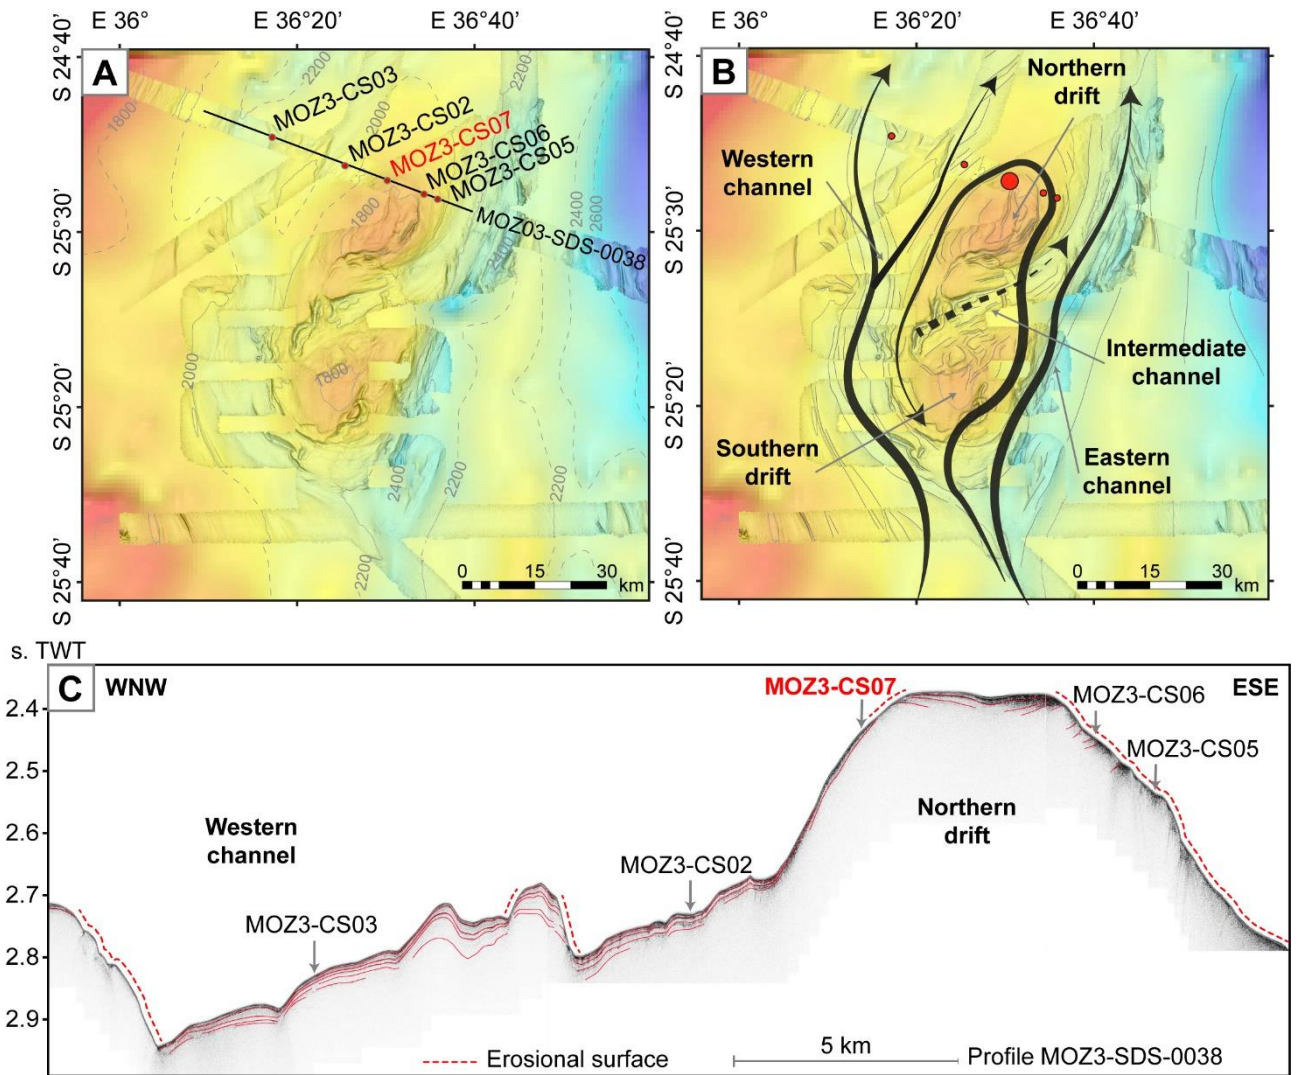 E 36°
E 36°20’
E 36°40’
E 36°
E 36°20’
E 36°40’
A
S 24°40’
S 25°30’
S 25°20’
S 25°40’
1800
2200
2000
2200
MOZ3-CS03
MOZ3-CS02
MOZ3-CS07
MOZ3-CS06
MOZ3-CS05
MOZ03-SDS-0038
1800
2400
2400
2600
2000
1800
2400
2200
2200
2200
0 15 30
km
B
S 24°40’
S 25°30’
S 25°20’
S 25°40’
Northern
drift
Western
channel
Intermediate
channel
Southern
drift
Eastern
channel
0 15 30
km
s. TWT
C
WNW
MOZ3-CS07
ESE
2.4
2.5
2.6
2.7
2.8
2.9
MOZ3-CS06
MOZ3-CS05
Northern
drift
Western
channel
MOZ3-CS02
MOZ3-CS03
Erosional surface
5 km
Profile MOZ3-SDS-0038